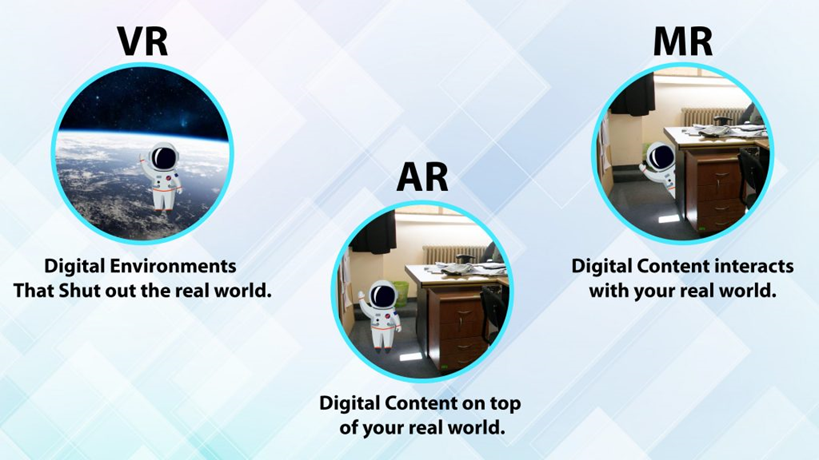 VR
Digital Environments
That Shut out the real world.
AR
Digital Content on top
of your real world.
MR
Digital Content interacts
with your real world.